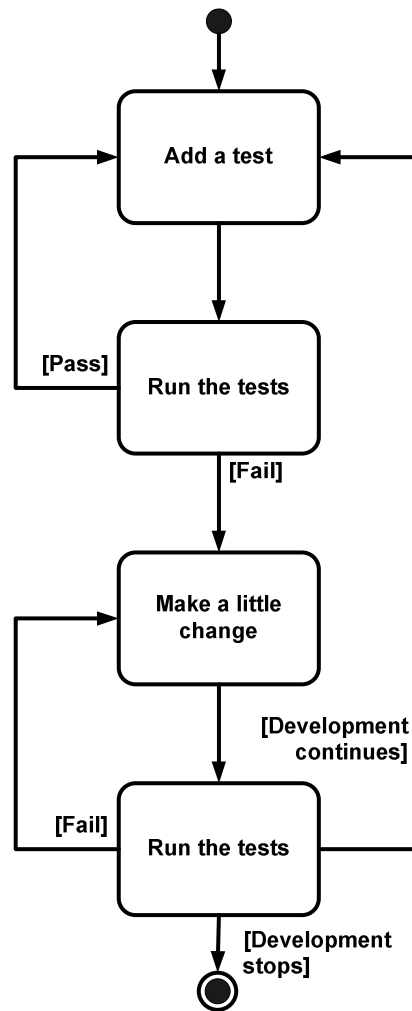 Add a test
[Pass]
Run the tests
[Fail]
Make a little
change
[Development
continues]
[Fail]
Run the tests
[Development
stops]